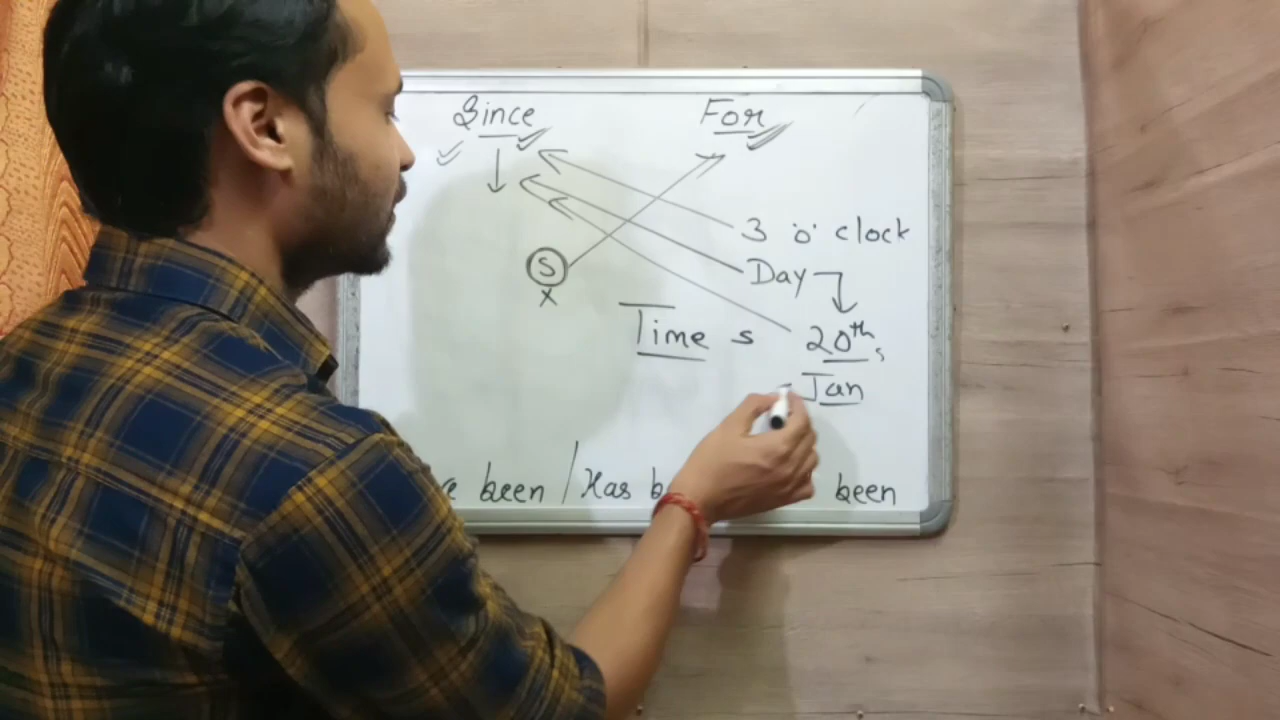 Since For
3 'o' clock
S
Day
x
Time s 20th,
Jan
been / Has been